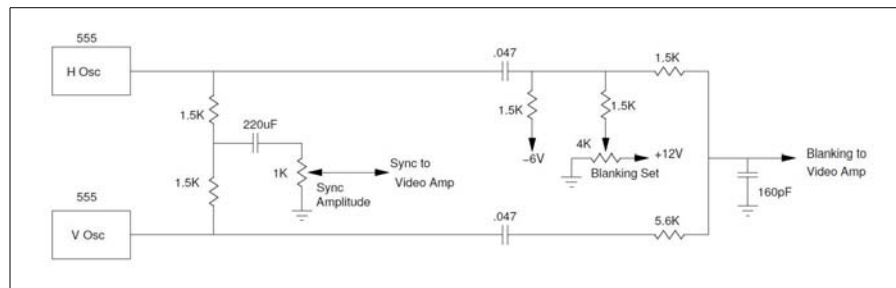 555
H Osc
1.5K
220uF
1.5K
1K
Sync
Amplitude
Sync to
Video Amp
555
V Osc
.047
1.5K
1.5K
1.5K
–6V
4K
+12V
Blanking Set
.047
5.6K
160pF
Blanking to
Video Amp